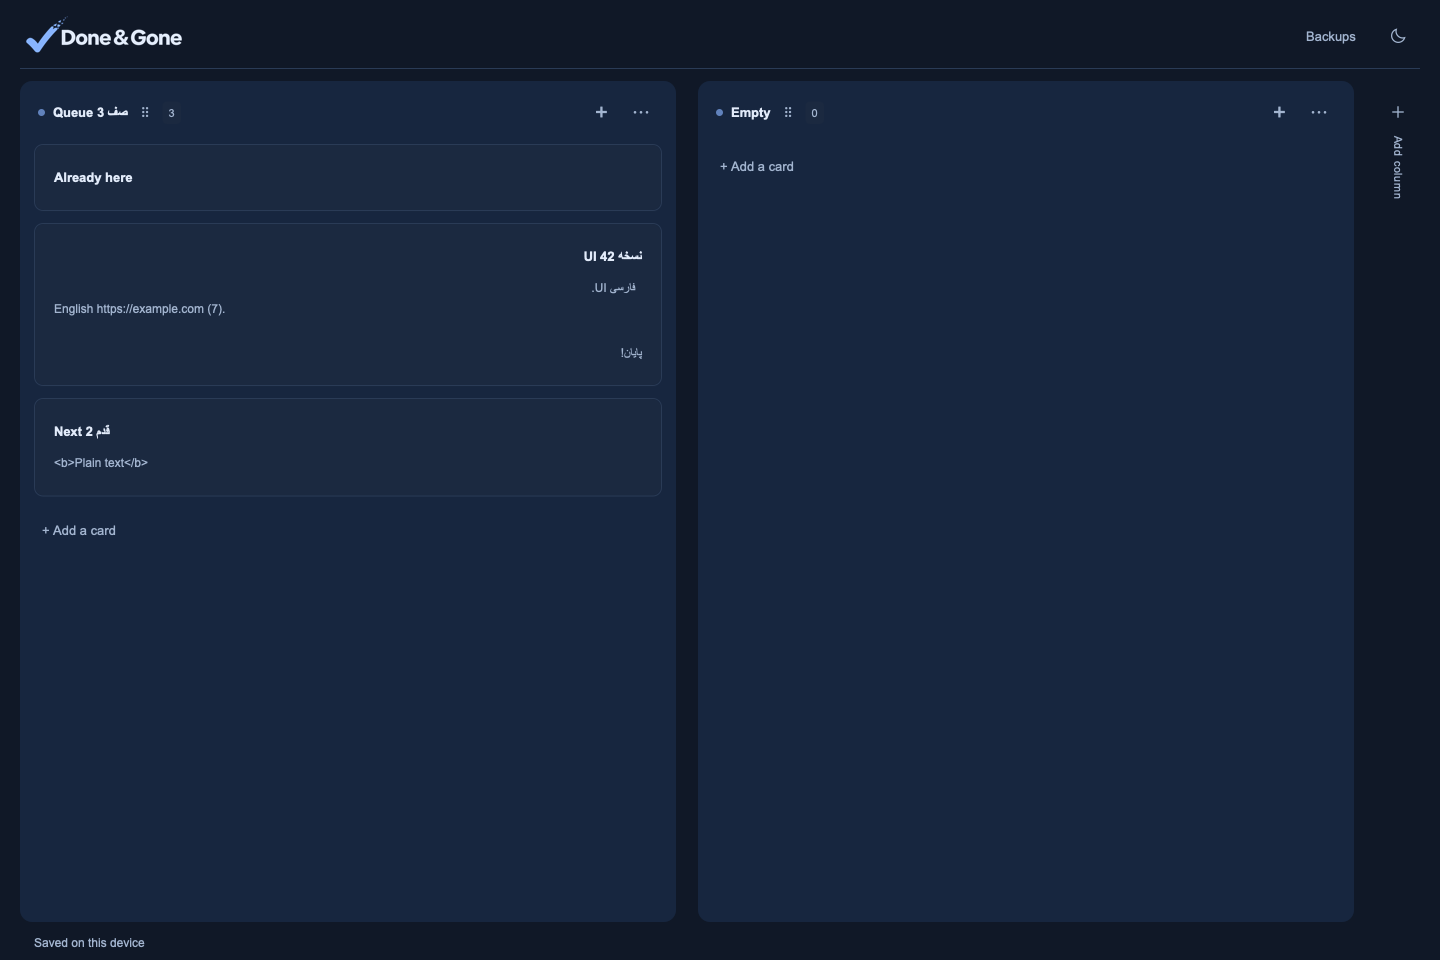 Done & Gone
Backups
Queue 3 صف
3
Already here
نسخه 42 UI
فارسی UI.
English https://example.com (7).
پایان!
Next 2 قدم
<b>Plain text</b>
+ Add a card
Empty
0
+ Add a card
Add column
Saved on this device